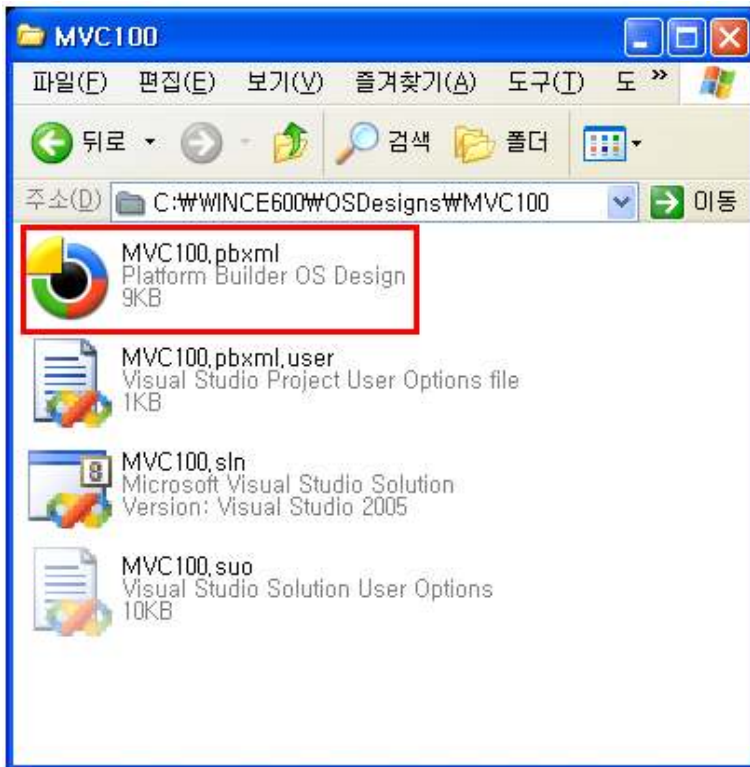 MVC100
파일(F) 편집(E) 보기(V) 즐겨찾기(A) 도구(T) 도 »
뒤로 검색 폴더
주소(D) C:₩WINCE600₩OSDesigns₩MVC100 이동
MVC100.pbxml
Platform Builder OS Design
9KB
MVC100.pbxml.user
Visual Studio Project User Options file
1KB
MVC100.sln
Microsoft Visual Studio Solution
Version: Visual Studio 2005
MVC100.suo
Visual Studio Solution User Options
10KB